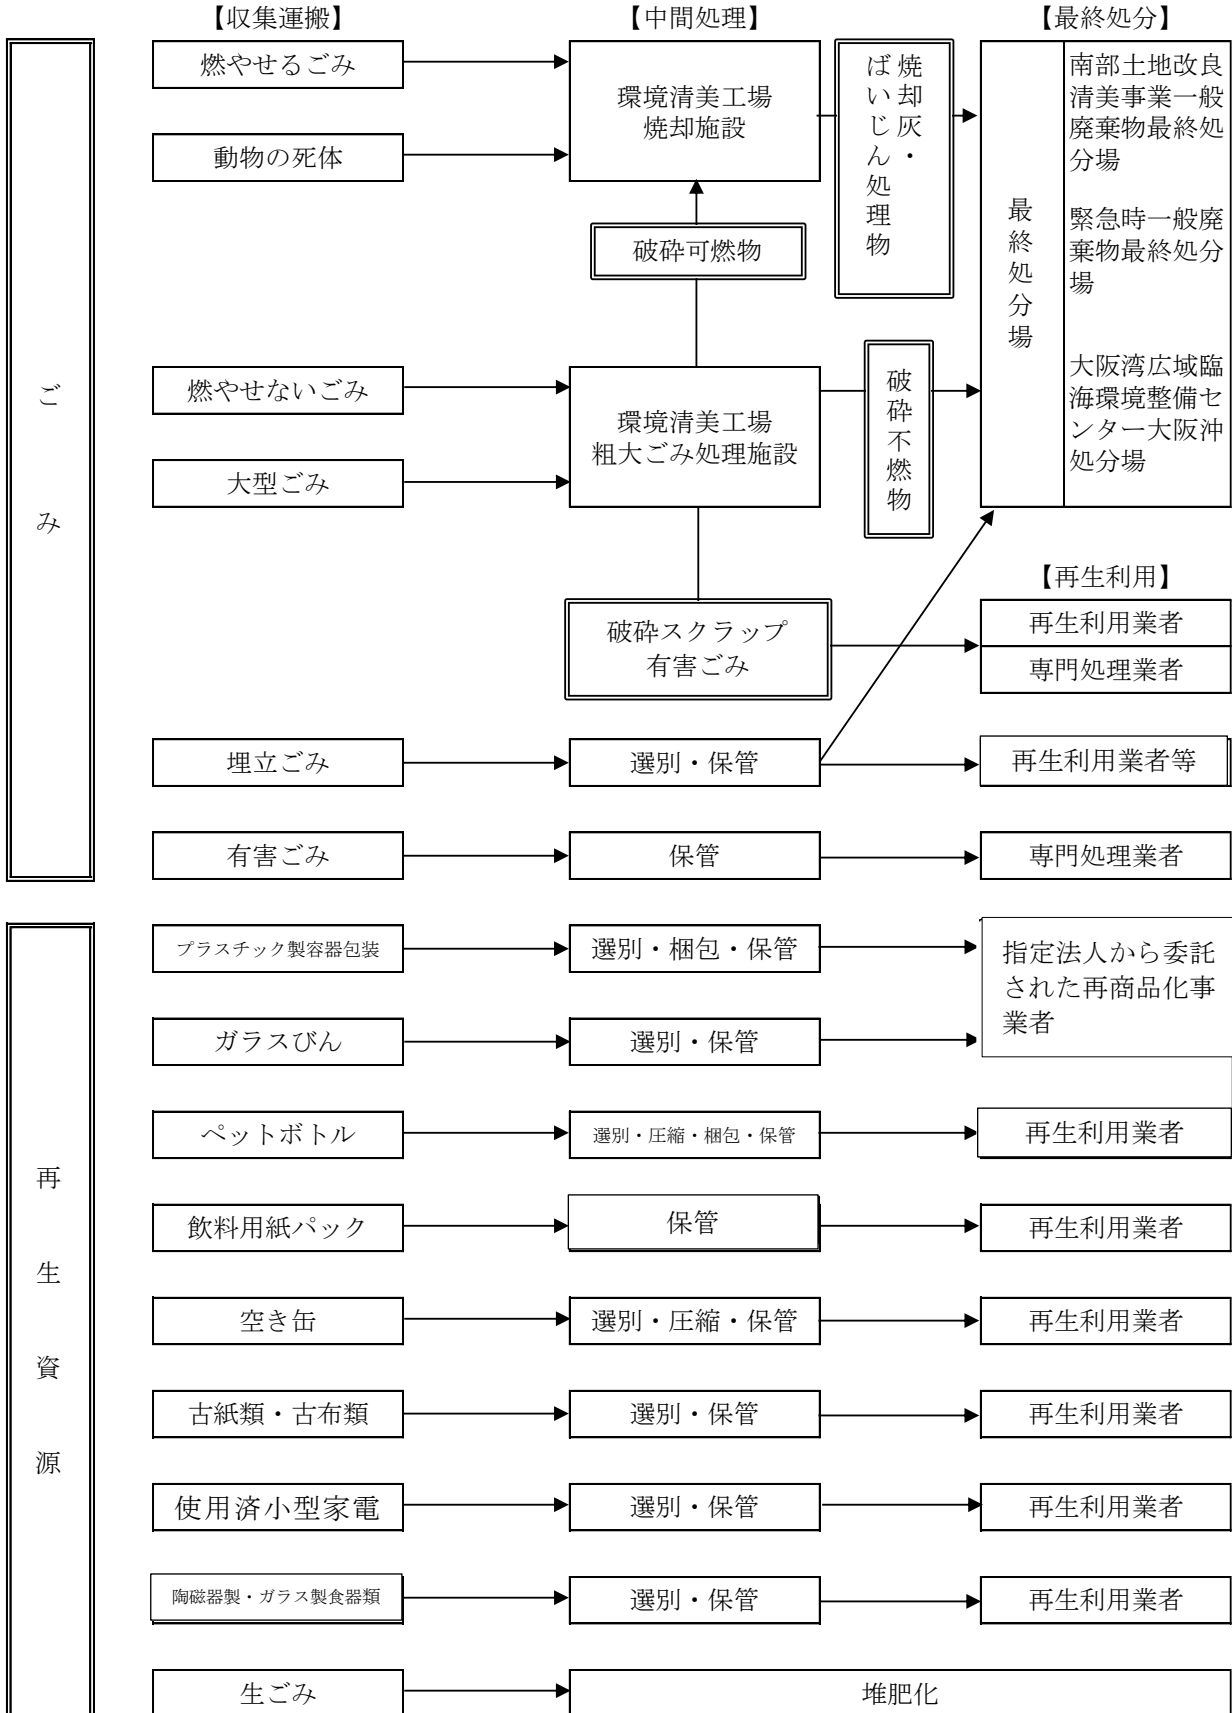 【収集運搬】
【中間処理】
【最終処分】
ごみ
燃やせるごみ
動物の死体
環境清美工場
焼却施設
焼却灰・
ばいじん処理物
破砕可燃物
最終処分場
南部土地改良
清美事業一般
廃棄物最終処
分場
緊急時一般廃
棄物最終処分
場
大阪湾広域臨
海環境整備セ
ンター大阪沖
処分場
燃やせないごみ
大型ごみ
環境清美工場
粗大ごみ処理施設
破砕不燃物
【再生利用】
破砕スクラップ
有害ごみ
再生利用業者
専門処理業者
埋立ごみ
選別・保管
再生利用業者等
有害ごみ
保管
専門処理業者
再生資源
プラスチック製容器包装
選別・梱包・保管
指定法人から委託
された再商品化事
業者
ガラスびん
選別・保管
ペットボトル
選別・圧縮・梱包・保管
再生利用業者
飲料用紙パック
保管
再生利用業者
空き缶
選別・圧縮・保管
再生利用業者
古紙類・古布類
選別・保管
再生利用業者
使用済小型家電
選別・保管
再生利用業者
陶磁器製・ガラス製食器類
選別・保管
再生利用業者
生ごみ
堆肥化